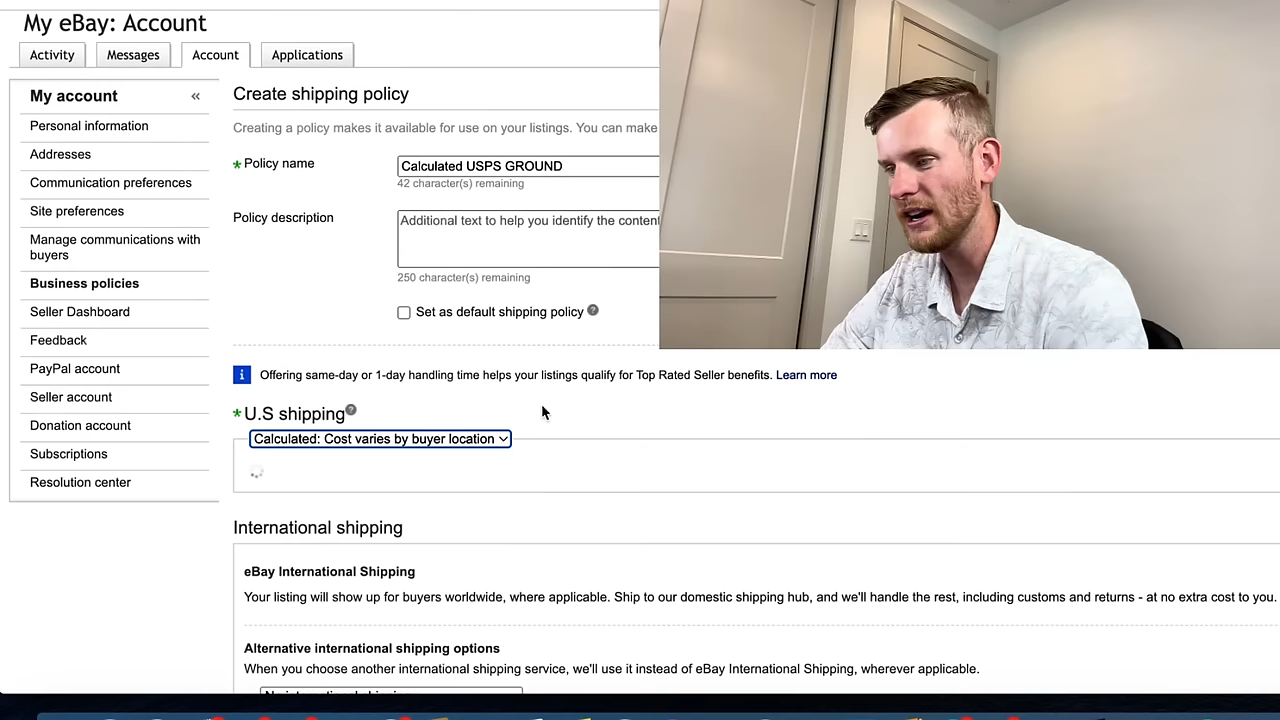 My eBay: Account
Activity
Messages
Account
Applications
My account
«
Personal information
Addresses
Communication preferences
Site preferences
Manage communications with
buyers
Business policies
Seller Dashboard
Feedback
PayPal account
Seller account
Donation account
Subscriptions
Resolution center
Create shipping policy
Creating a policy makes it available for use on your listings. You can make
* Policy name
Calculated USPS GROUND
42 character(s) remaining
Policy description
Additional text to help you identify the content
250 character(s) remaining
Set as default shipping policy ?
i Offering same-day or 1-day handling time helps your listings qualify for Top Rated Seller benefits. Learn more
* U.S shipping ?
Calculated: Cost varies by buyer location
International shipping
eBay International Shipping
Your listing will show up for buyers worldwide, where applicable. Ship to our domestic shipping hub, and we'll handle the rest, including customs and returns - at no extra cost to you.
Alternative international shipping options
When you choose another international shipping service, we'll use it instead of eBay International Shipping, wherever applicable.